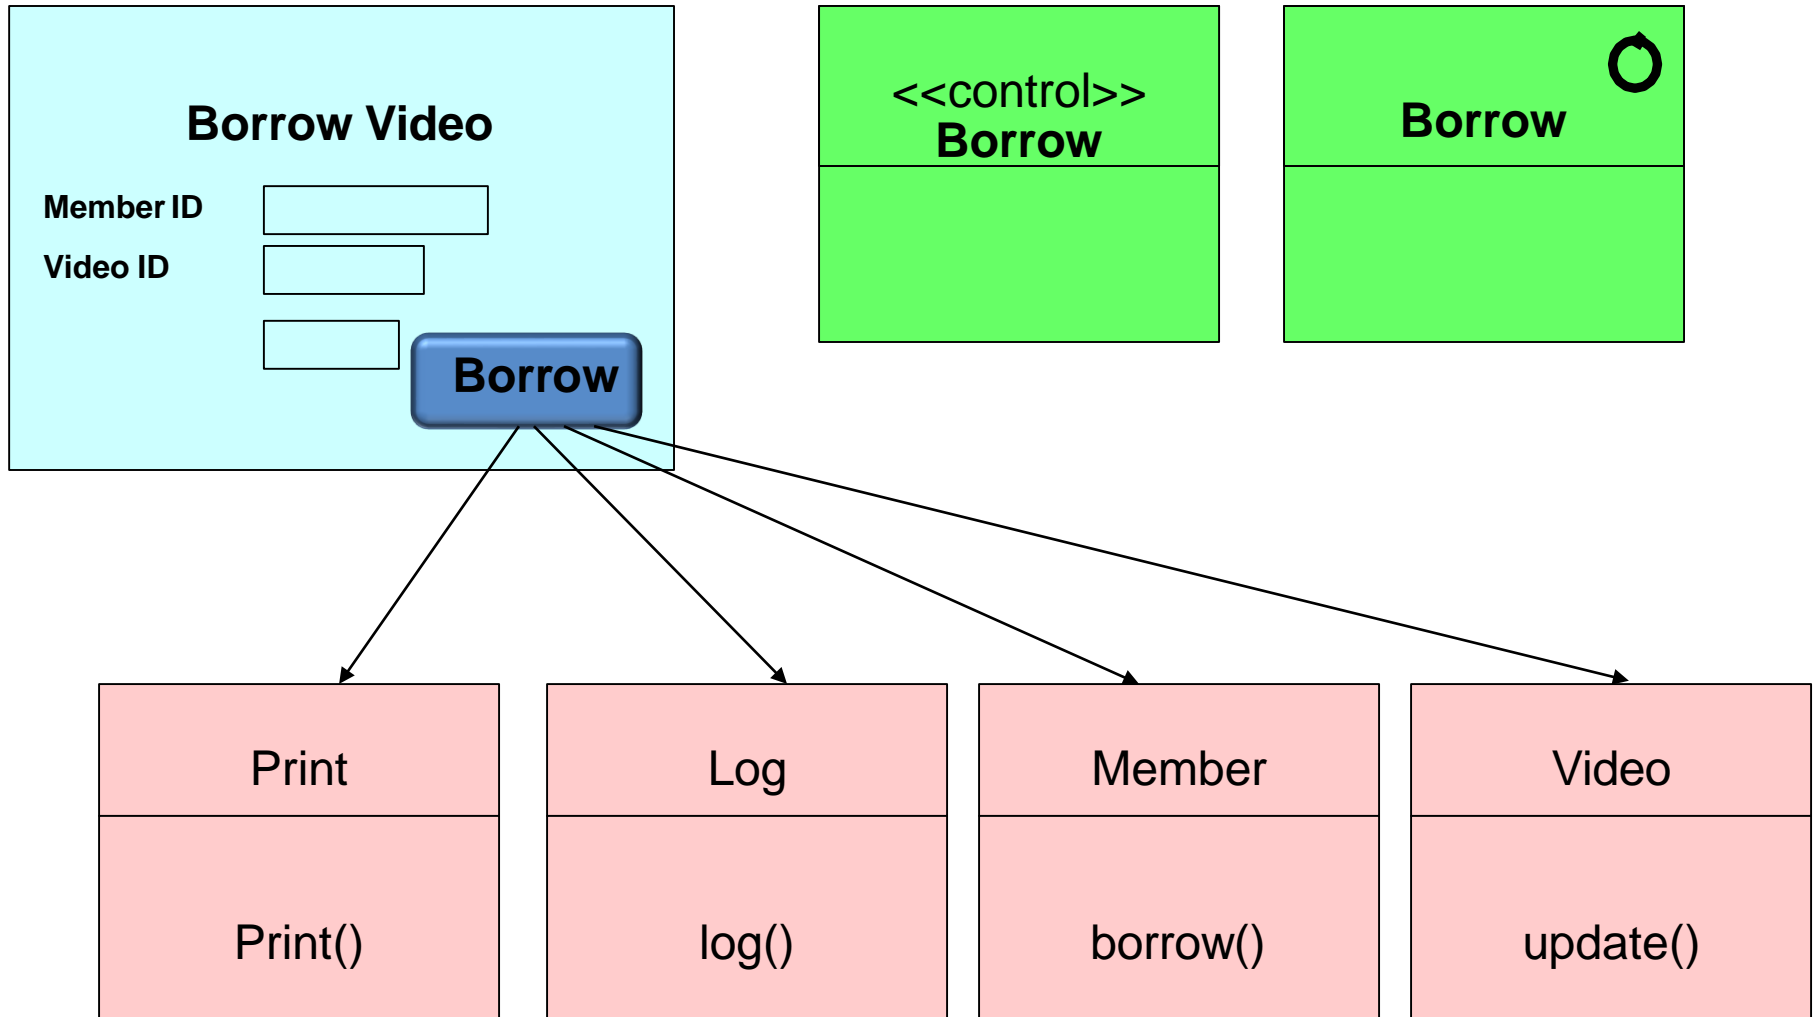 Borrow Video
Member ID
Video ID
Borrow
<<control>>
Borrow
Borrow
Print
Print()
Log
log()
Member
borrow()
Video
update()